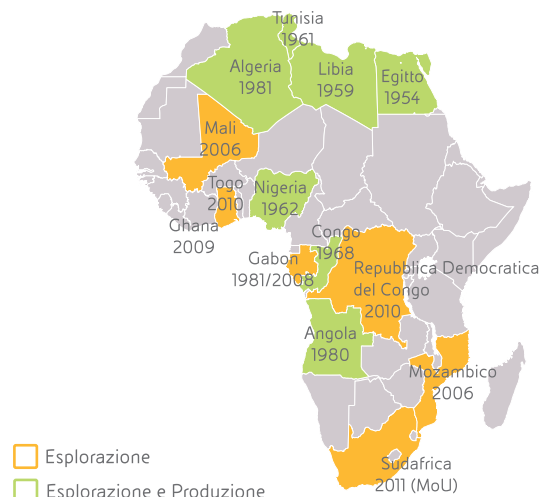 Tunisia
1961
Algeria
1981
Libia
1959
Egitto
1954
Mali
2006
Togo
2010
Nigeria
1962
Ghana
2009
Congo
1968
Gabon
1981/2008
Repubblica Democratica
del Congo
2010
Angola
1980
Mozambico
2006
Sudafrica
2011 (MoU)
Esplorazione
Esplorazione e Produzione